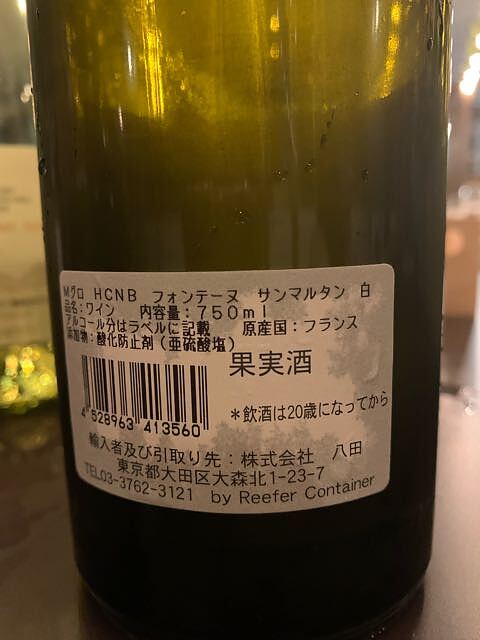 Mグロ HCNB フォンテーヌ サンマルタン 白
品名:ワイン 内容量:750ml
アルコール分はラベルに記載 原産国:フランス
添加物:酸化防止剤(亜硫酸塩)
果実酒
4 528963 413560
*飲酒は20歳になってから
輸入者及び引取り先:株式会社 八田
東京都大田区大森北1-23-7
TEL03-3762-3121 by Reefer Container